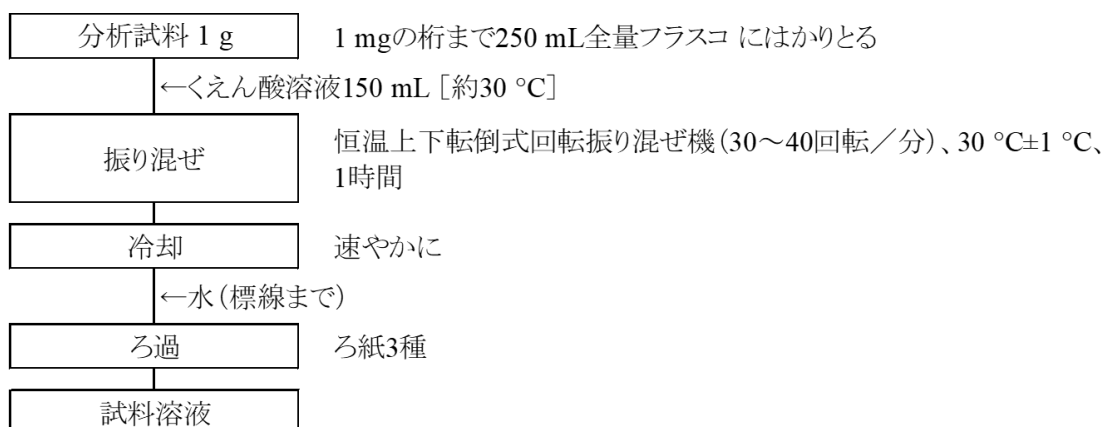 分析試料 1 g 1 mgの桁まで250 mL全量フラスコ にはかりとる
←くえん酸溶液150 mL [約30 °C]
振り混ぜ 恒温上下転倒式回転振り混ぜ機(30~40回転/分)、30 °C±1 °C、
1時間
冷却 速やかに
←水(標線まで)
ろ過 ろ紙3種
試料溶液